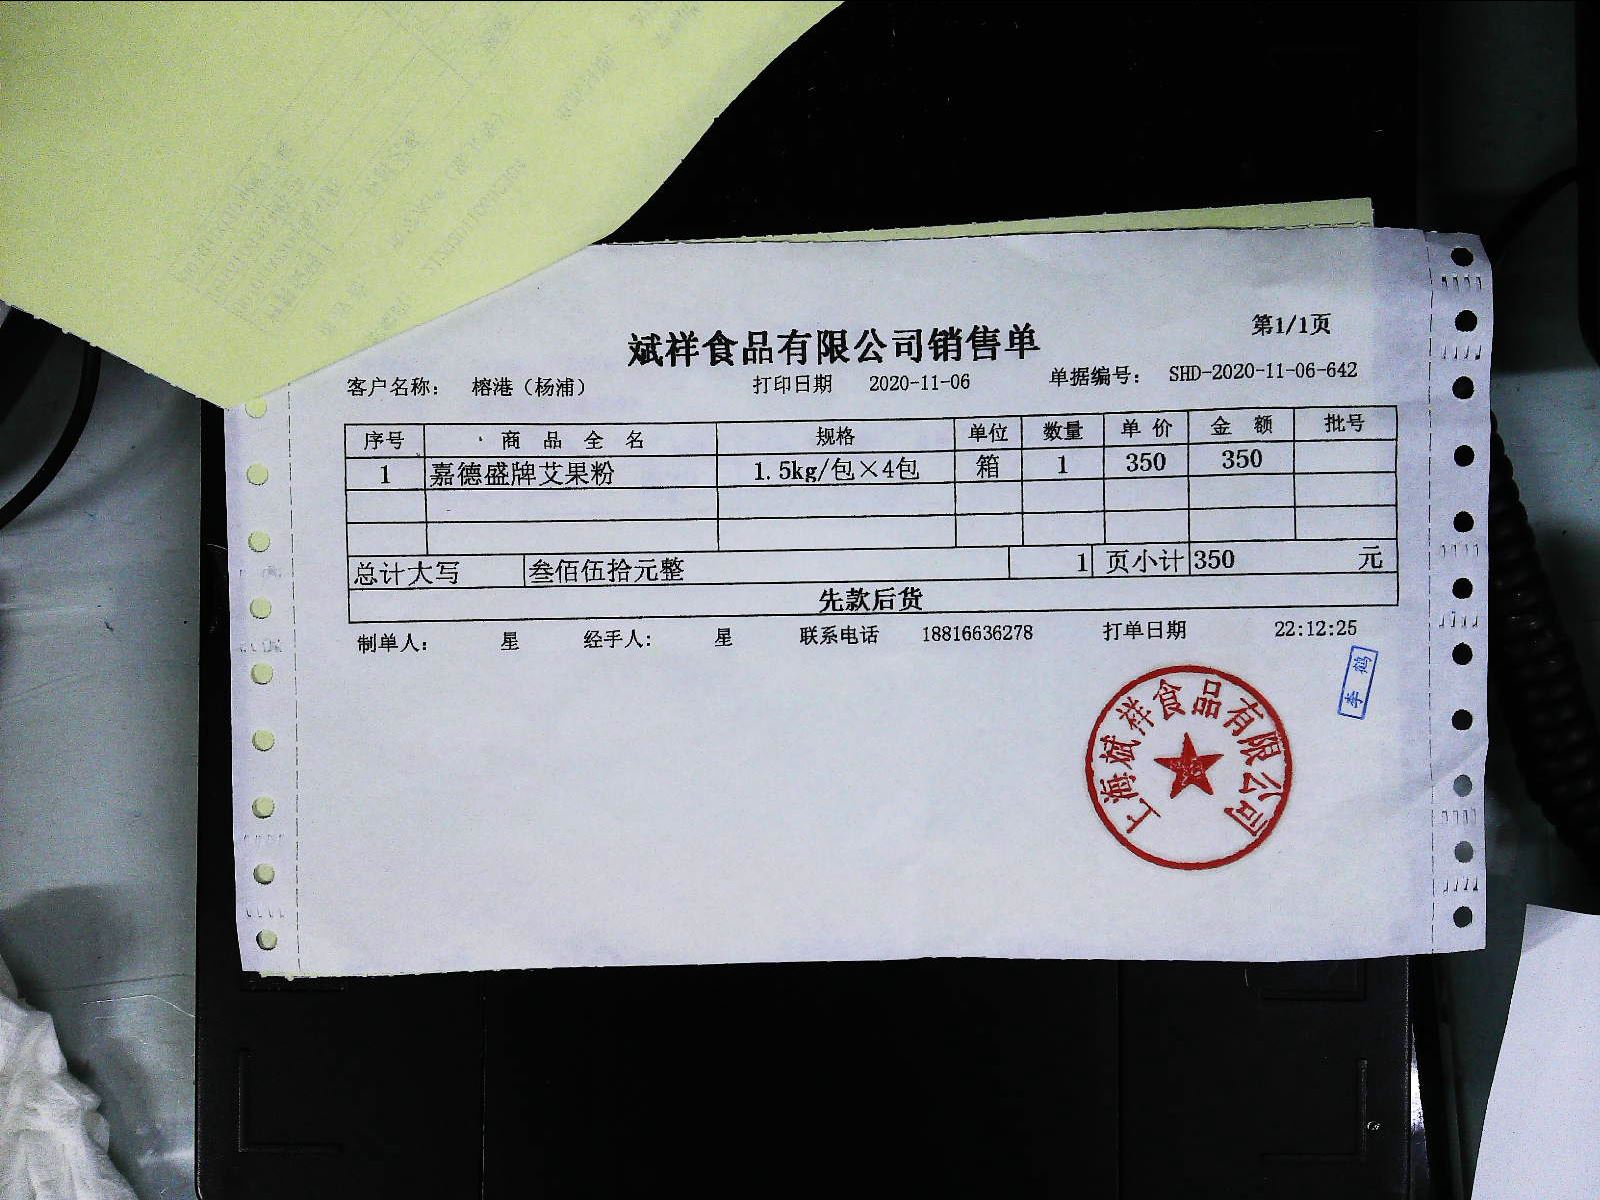 斌祥食品有限公司销售单
第1/1页
客户名称: 榕港（杨浦） 打印日期 2020-11-06 单据编号: SHD-2020-11-06-642
序号 商品全名 规格 单位 数量 单价 金额 批号
1 嘉德盛牌艾果粉 1.5kg/包×4包 箱 1 350 350
总计大写 叁佰伍拾元整 1 页小计 350 元
先款后货
制单人: 星 经手人: 星 联系电话 18816636278 打单日期 22:12:25
李鹤
上海斌祥食品有限公司